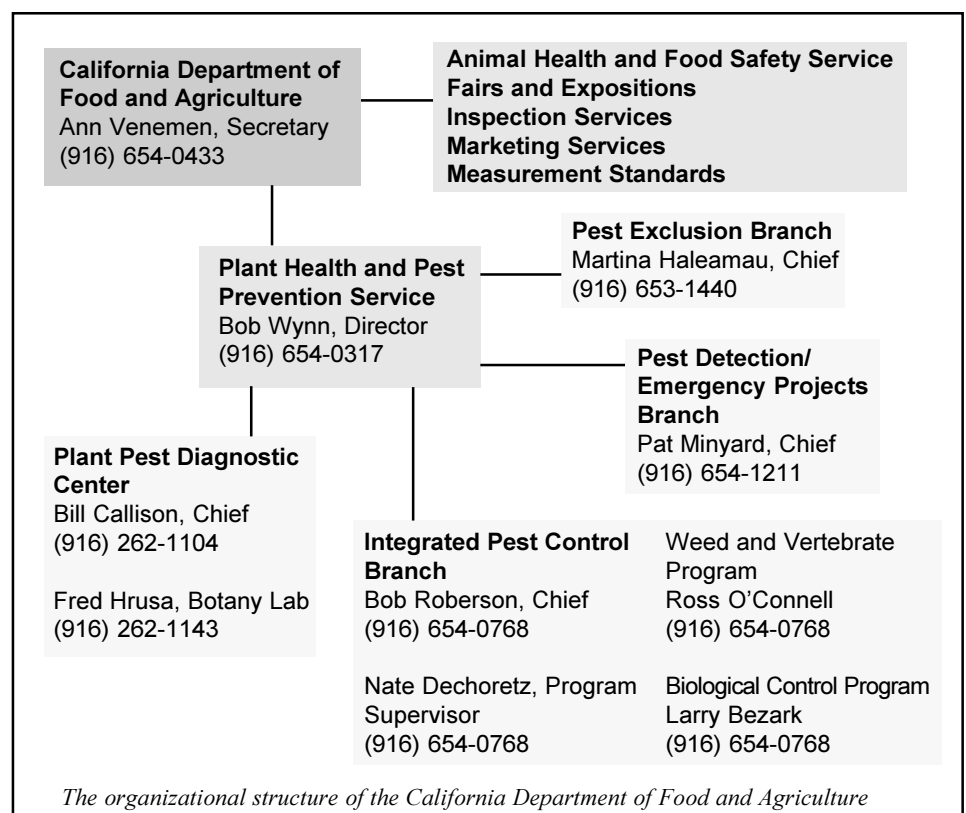 California Department of
Food and Agriculture
Ann Venemen, Secretary
(916) 654-0433
Animal Health and Food Safety Service
Fairs and Expositions
Inspection Services
Marketing Services
Measurement Standards
Plant Health and Pest
Prevention Service
Bob Wynn, Director
(916) 654-0317
Pest Exclusion Branch
Martina Haleamau, Chief
(916) 653-1440
Pest Detection/
Emergency Projects
Branch
Pat Minyard, Chief
(916) 654-1211
Plant Pest Diagnostic
Center
Bill Callison, Chief
(916) 262-1104
Fred Hrusa, Botany Lab
(916) 262-1143
Integrated Pest Control
Branch
Bob Roberson, Chief
(916) 654-0768
Nate Dechoretz, Program
Supervisor
(916) 654-0768
Weed and Vertebrate
Program
Ross O’Connell
(916) 654-0768
Biological Control Program
Larry Bezark
(916) 654-0768
The organizational structure of the California Department of Food and Agriculture